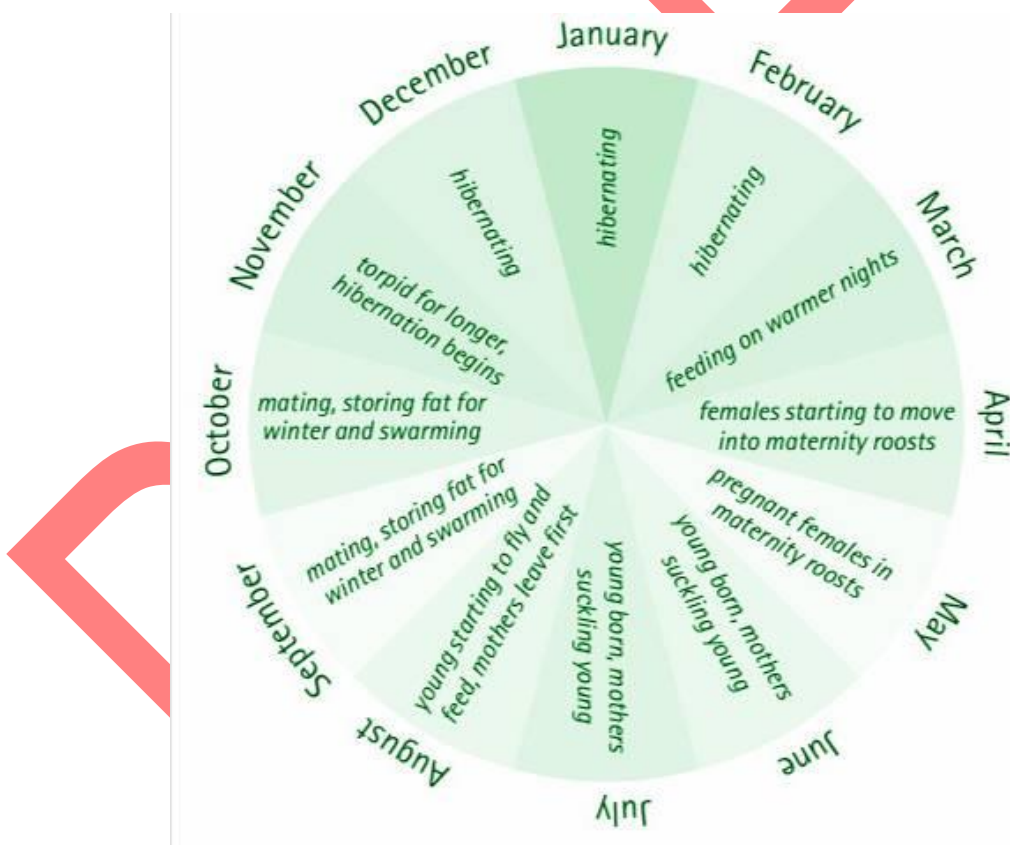 January
hibernating
February
hibernating
March
feeding on warmer nights
April
females starting to move
into maternity roosts
May
pregnant females in
maternity roosts
June
young born, mothers
suckling young
July
young born, mothers
suckling young
August
young starting to fly and
feed, mothers leave first
September
mating, storing fat for
winter and swarming
October
mating, storing fat for
winter and swarming
November
torpid for longer,
hibernation begins
December
hibernating